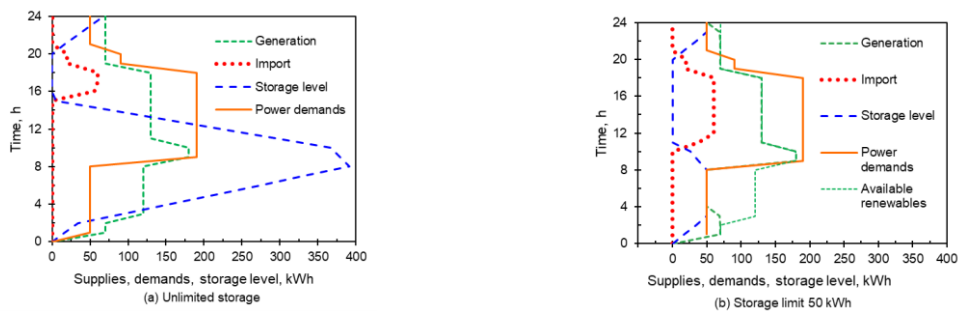 24
20
16
12
8
4
0
Time, h
Generation
Import
Storage level
Power demands
0 50 100 150 200 250 300 350 400
Supplies, demands, storage level, kWh
(a) Unlimited storage
24
20
16
12
8
4
0
Time, h
Generation
Import
Storage level
Power
demands
Available
renewables
0 50 100 150 200 250 300 350 400
Supplies, demands, storage level, kWh
(b) Storage limit 50 kWh